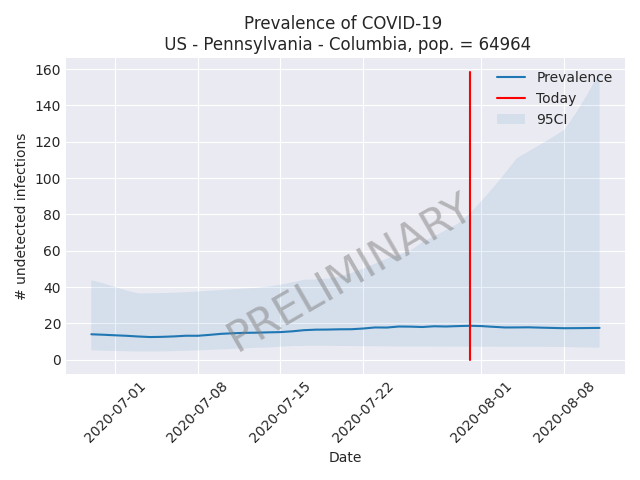 Prevalence of COVID-19
US - Pennsylvania - Columbia, pop. = 64964
160
140
120
100
80
60
40
20
0
# undetected infections
Prevalence
Today
95CI
PRELIMINARY
2020-07-01
2020-07-08
2020-07-15
2020-07-22
2020-08-01
2020-08-08
Date